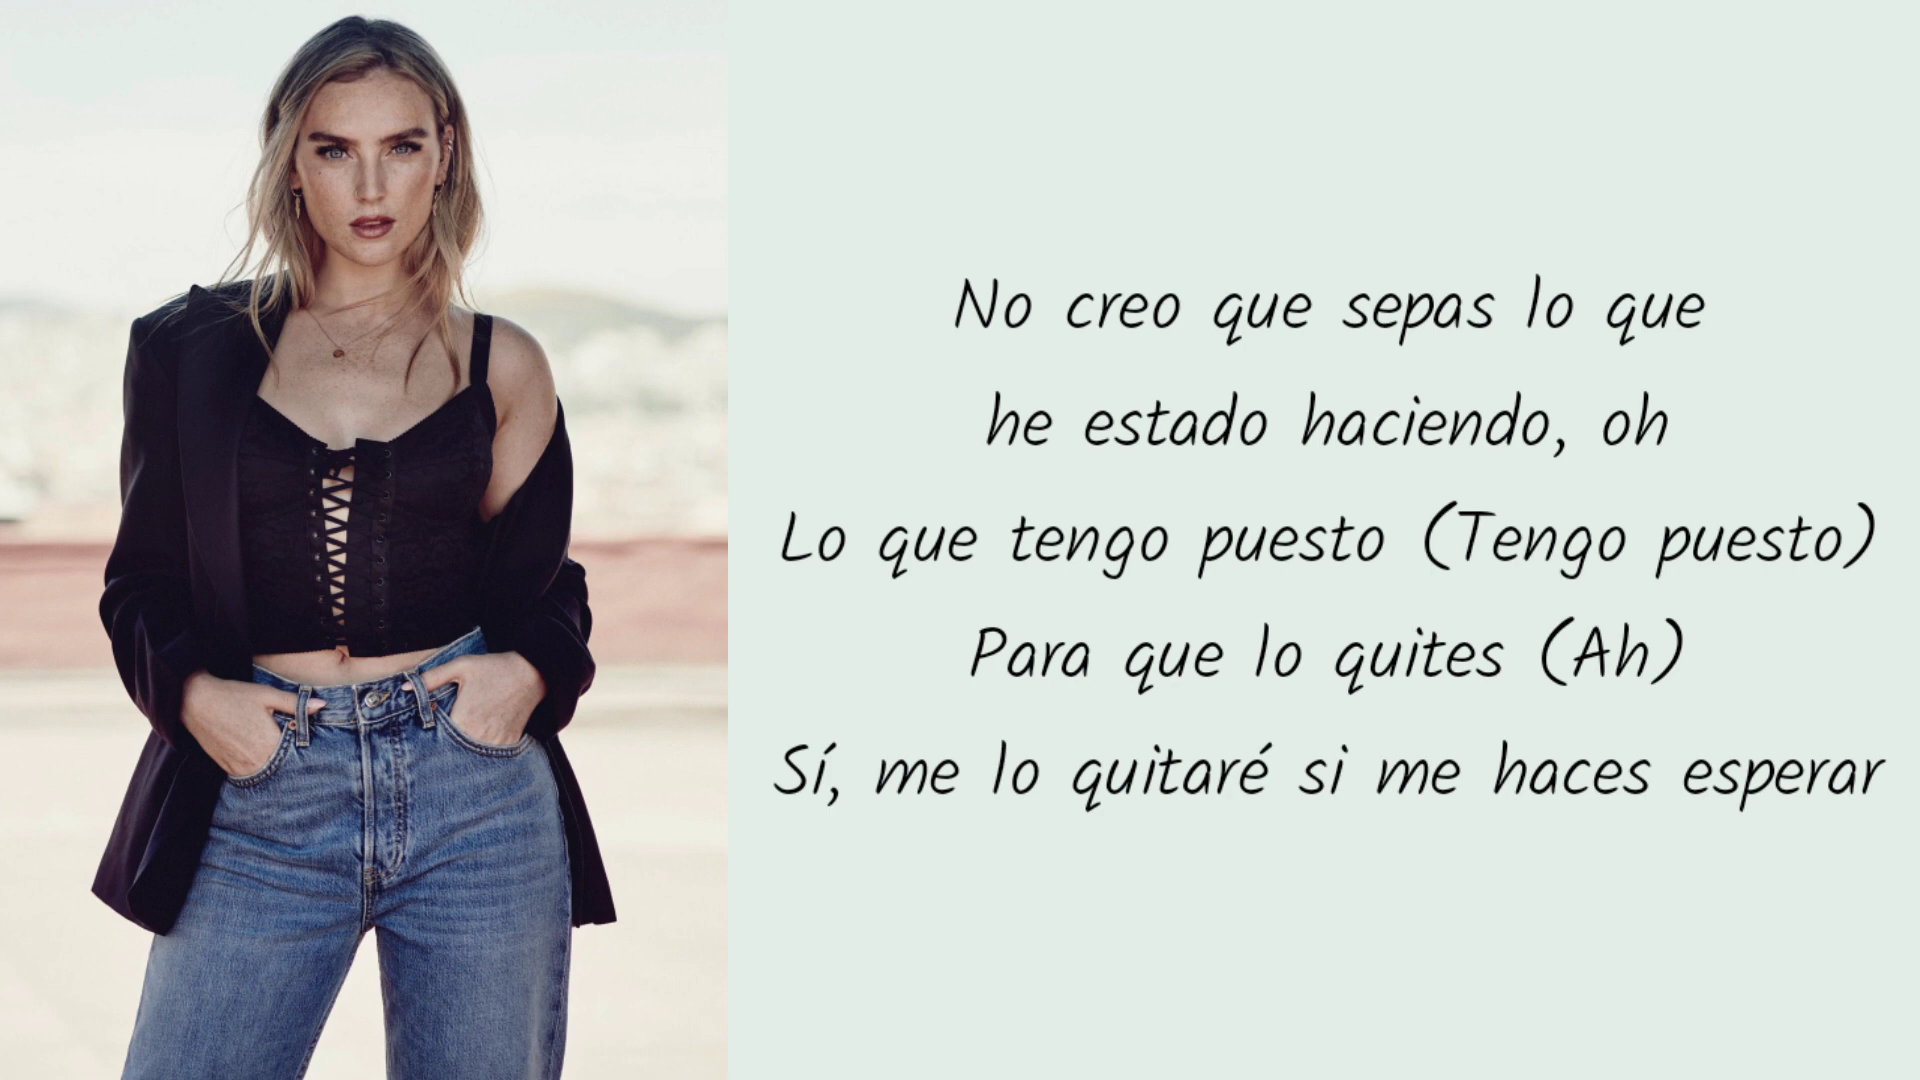 No creo que sepas lo que
he estado haciendo, oh
Lo que tengo puesto (Tengo puesto)
Para que lo quites (Ah)
Sí, me lo quitaré si me haces esperar